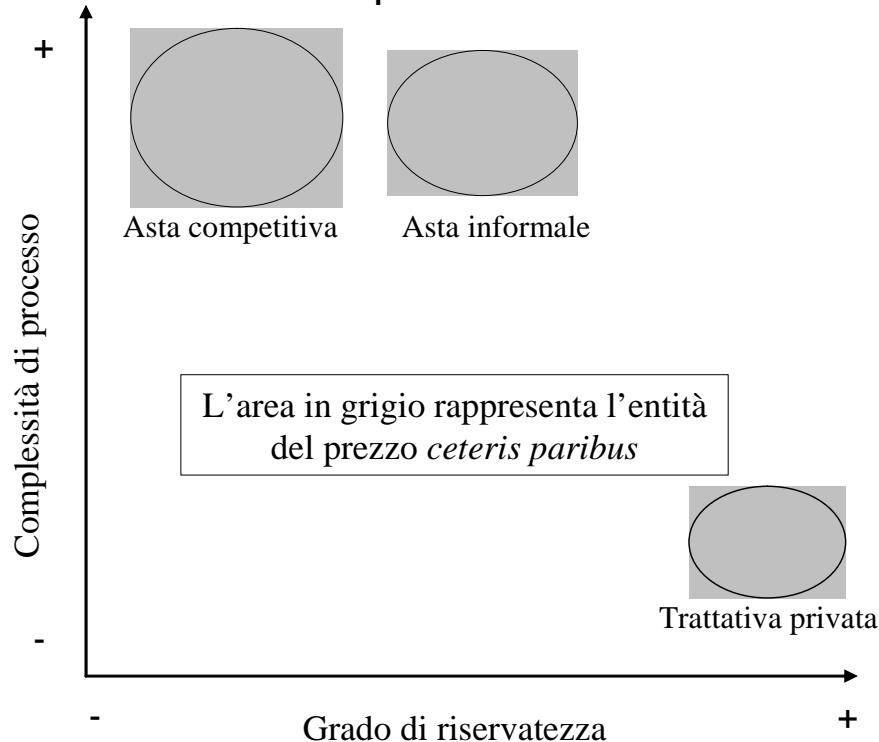 +
Asta competitiva
Asta informale
Complessità di processo
L'area in grigio rappresenta l'entità
del prezzo ceteris paribus
Trattativa privata
-
-
Grado di riservatezza
+